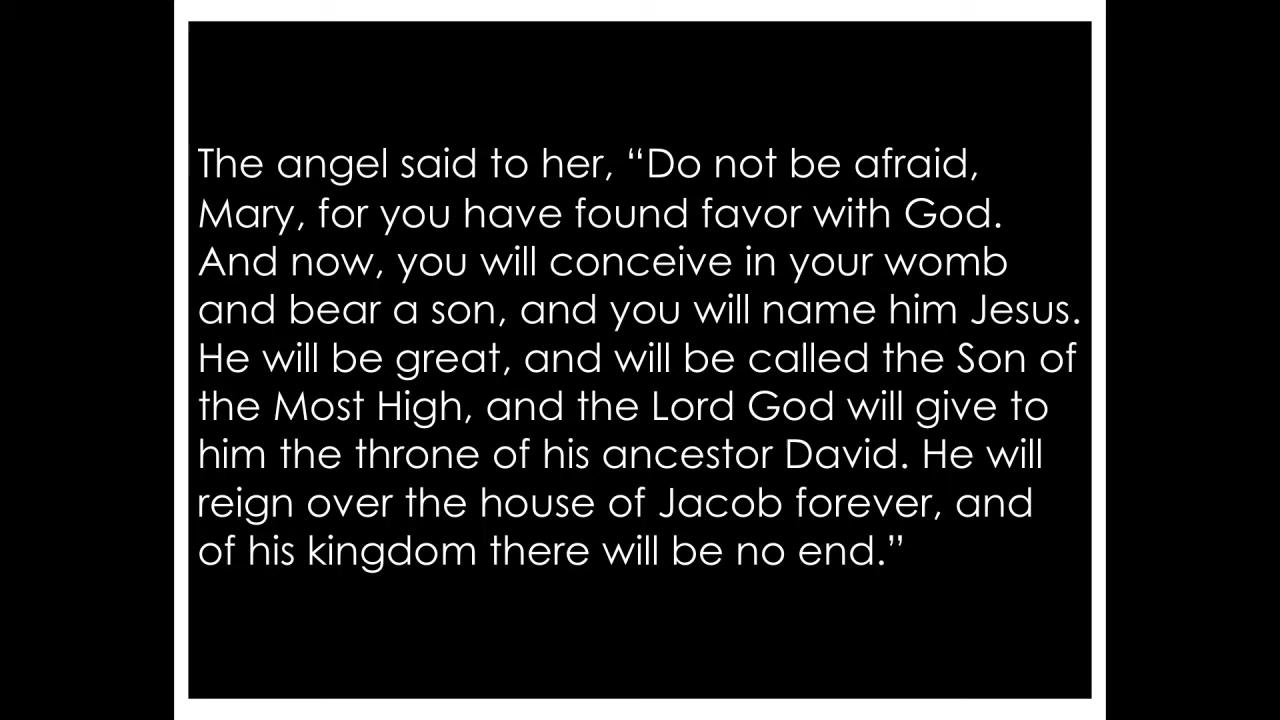 The angel said to her, “Do not be afraid,
Mary, for you have found favor with God.
And now, you will conceive in your womb
and bear a son, and you will name him Jesus.
He will be great, and will be called the Son of
the Most High, and the Lord God will give to
him the throne of his ancestor David. He will
reign over the house of Jacob forever, and
of his kingdom there will be no end.”